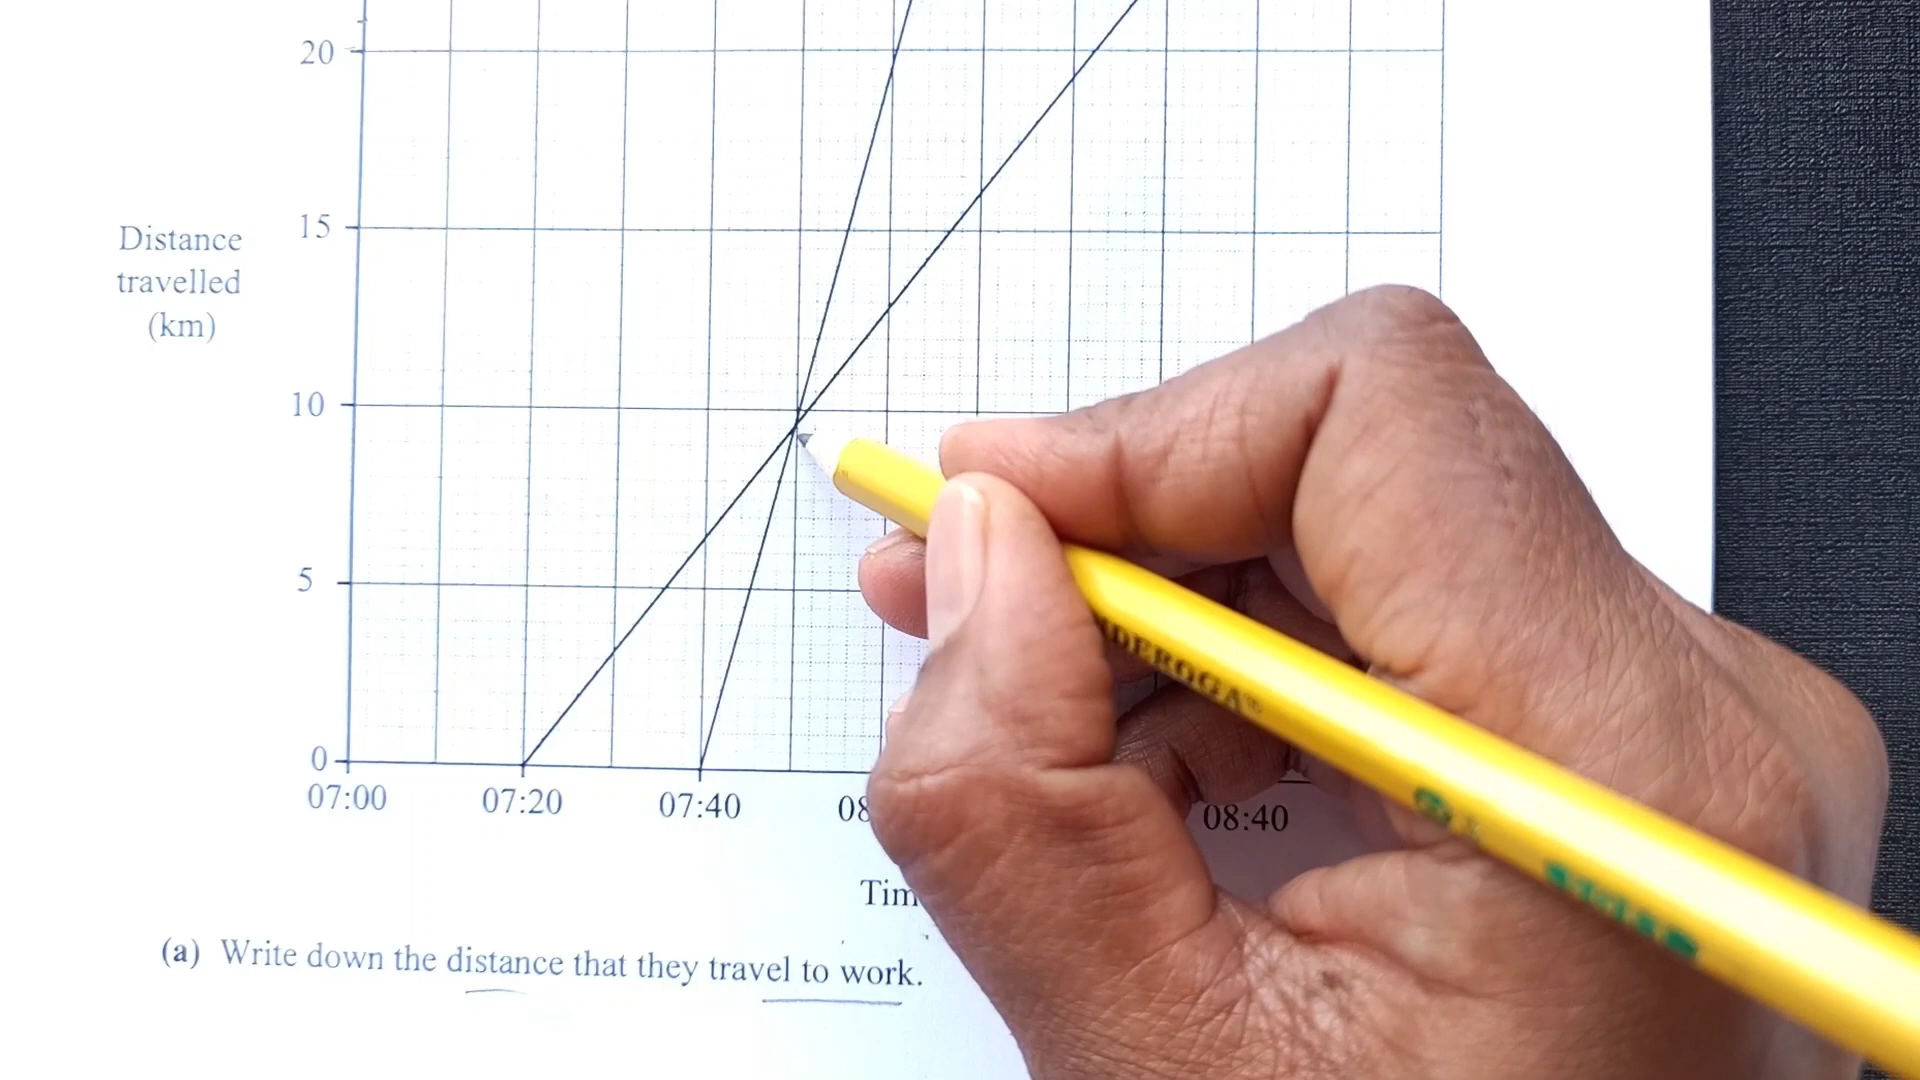 20
15
Distance
travelled
(km)
10
5
0
07:00 07:20 07:40 08:40
(a) Write down the distance that they travel to work.